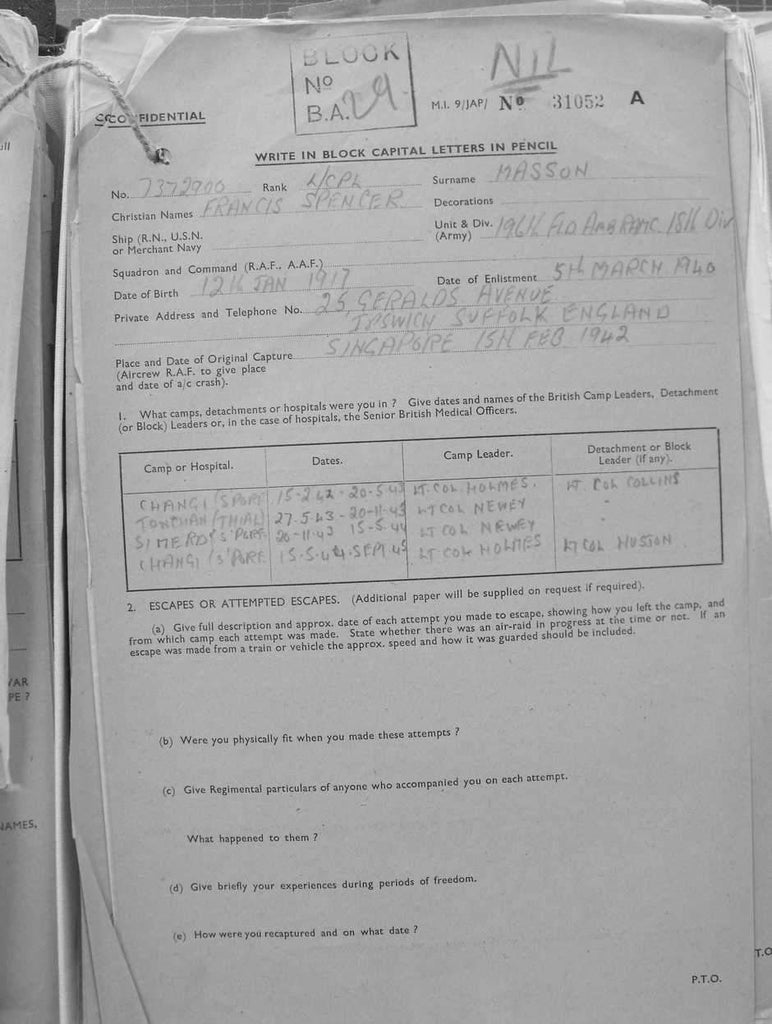 BLOCK
No
B.A. 29
NIL
CONFIDENTIAL
M.I. 9/JAP/ No 31052 A
WRITE IN BLOCK CAPITAL LETTERS IN PENCIL
No. 7372900 Rank L/CPL Surname MASSON
Christian Names FRANCIS SPENCER Decorations
Ship (R.N., U.S.N.
or Merchant Navy
Unit & Div. 196th FLD AMB RAMC. 18th Div
(Army)
Squadron and Command (R.A.F., A.A.F.)
Date of Birth 12th JAN 1917 Date of Enlistment 5TH MARCH 1940
Private Address and Telephone No. 25, GERALDS AVENUE
IPSWICH SUFFOLK ENGLAND
Place and Date of Original Capture SINGAPORE 15H FEB 1942
(Aircrew R.A.F. to give place
and date of a/c crash).
1. What camps, detachments or hospitals were you in ? Give dates and names of the British Camp Leaders, Detachment
(or Block) Leaders or, in the case of hospitals, the Senior British Medical Officers.
Camp or Hospital. Dates. Camp Leader. Detachment or Block
Leader (if any).
CHANGI (S'PORE 15-2-42-20-5-43 LT. COL. HOLMES. LT. COL COLLINS
TONCHAN (THIAL) 27-5-43-20-11-43 LT COL NEWEY "
20-11-43 15-5-44 LT COL NEWEY "
CHANGI 'S'PORE. 15-5-44-SEPT.45 LT COL HOLMES LT COL HUSTON
2. ESCAPES OR ATTEMPTED ESCAPES. (Additional paper will be supplied on request if required).
(a) Give full description and approx. date of each attempt you made to escape, showing how you left the camp, and
from which camp each attempt was made. State whether there was an air-raid in progress at the time or not. If an
escape was made from a train or vehicle the approx. speed and how it was guarded should be included.
(b) Were you physically fit when you made these attempts ?
(c) Give Regimental particulars of anyone who accompanied you on each attempt.
What happened to them ?
(d) Give briefly your experiences during periods of freedom.
(e) How were you recaptured and on what date ?
P.T.O.
AR
PE ?
NAMES.
T.O